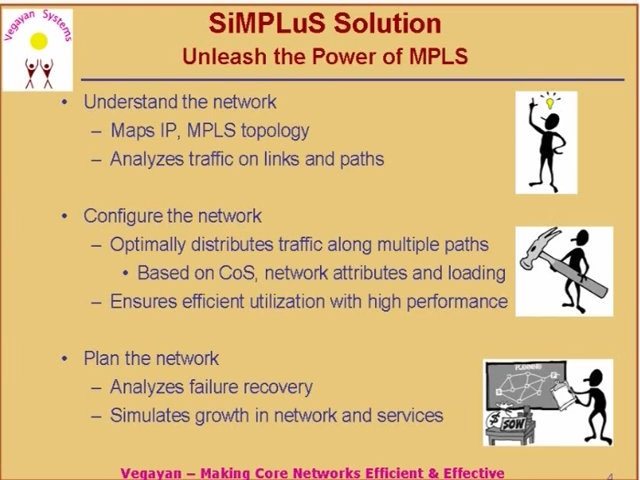 Vegayan Systems
SiMPLuS Solution
Unleash the Power of MPLS
• Understand the network
– Maps IP, MPLS topology
– Analyzes traffic on links and paths
• Configure the network
– Optimally distributes traffic along multiple paths
• Based on CoS, network attributes and loading
– Ensures efficient utilization with high performance
• Plan the network
– Analyzes failure recovery
– Simulates growth in network and services
PLANNING
$
SOW
Vegayan – Making Core Networks Efficient & Effective
4